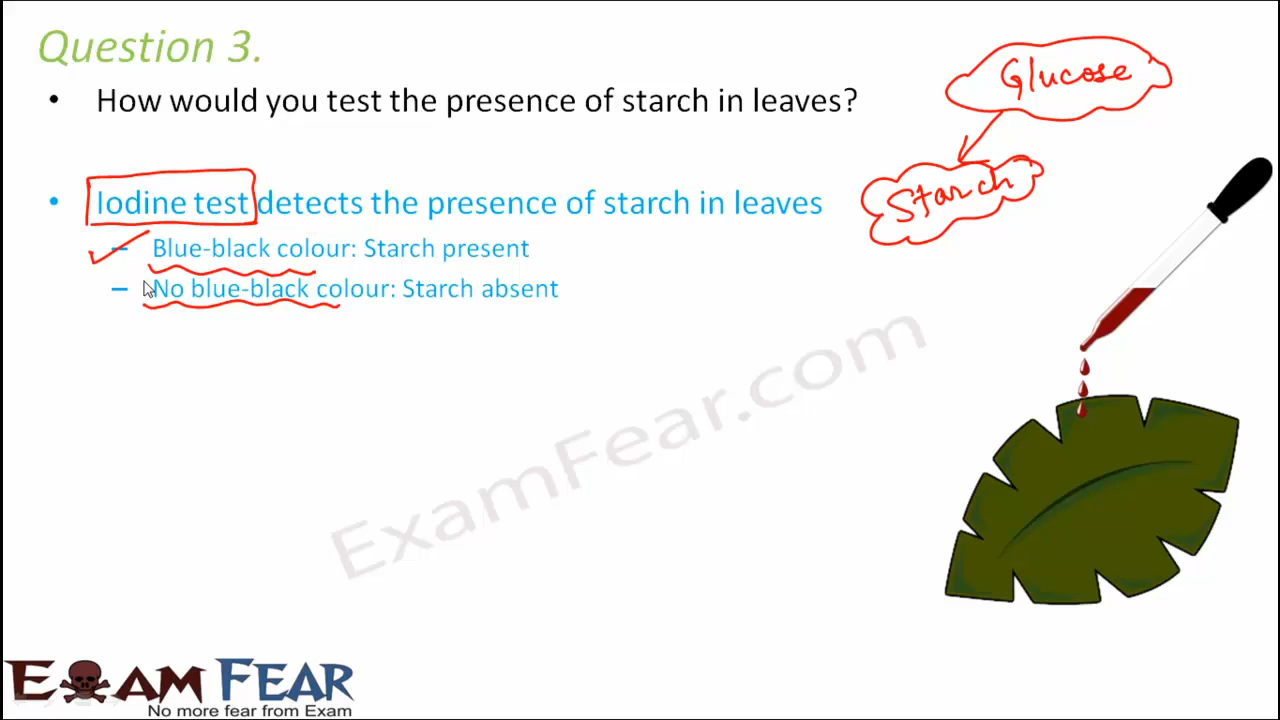 Question 3.
• How would you test the presence of starch in leaves?
Glucose
Starch
• Iodine test detects the presence of starch in leaves
– Blue-black colour: Starch present
– No blue-black colour: Starch absent
ExamFear.com
EXAM FEAR
No more fear from Exam